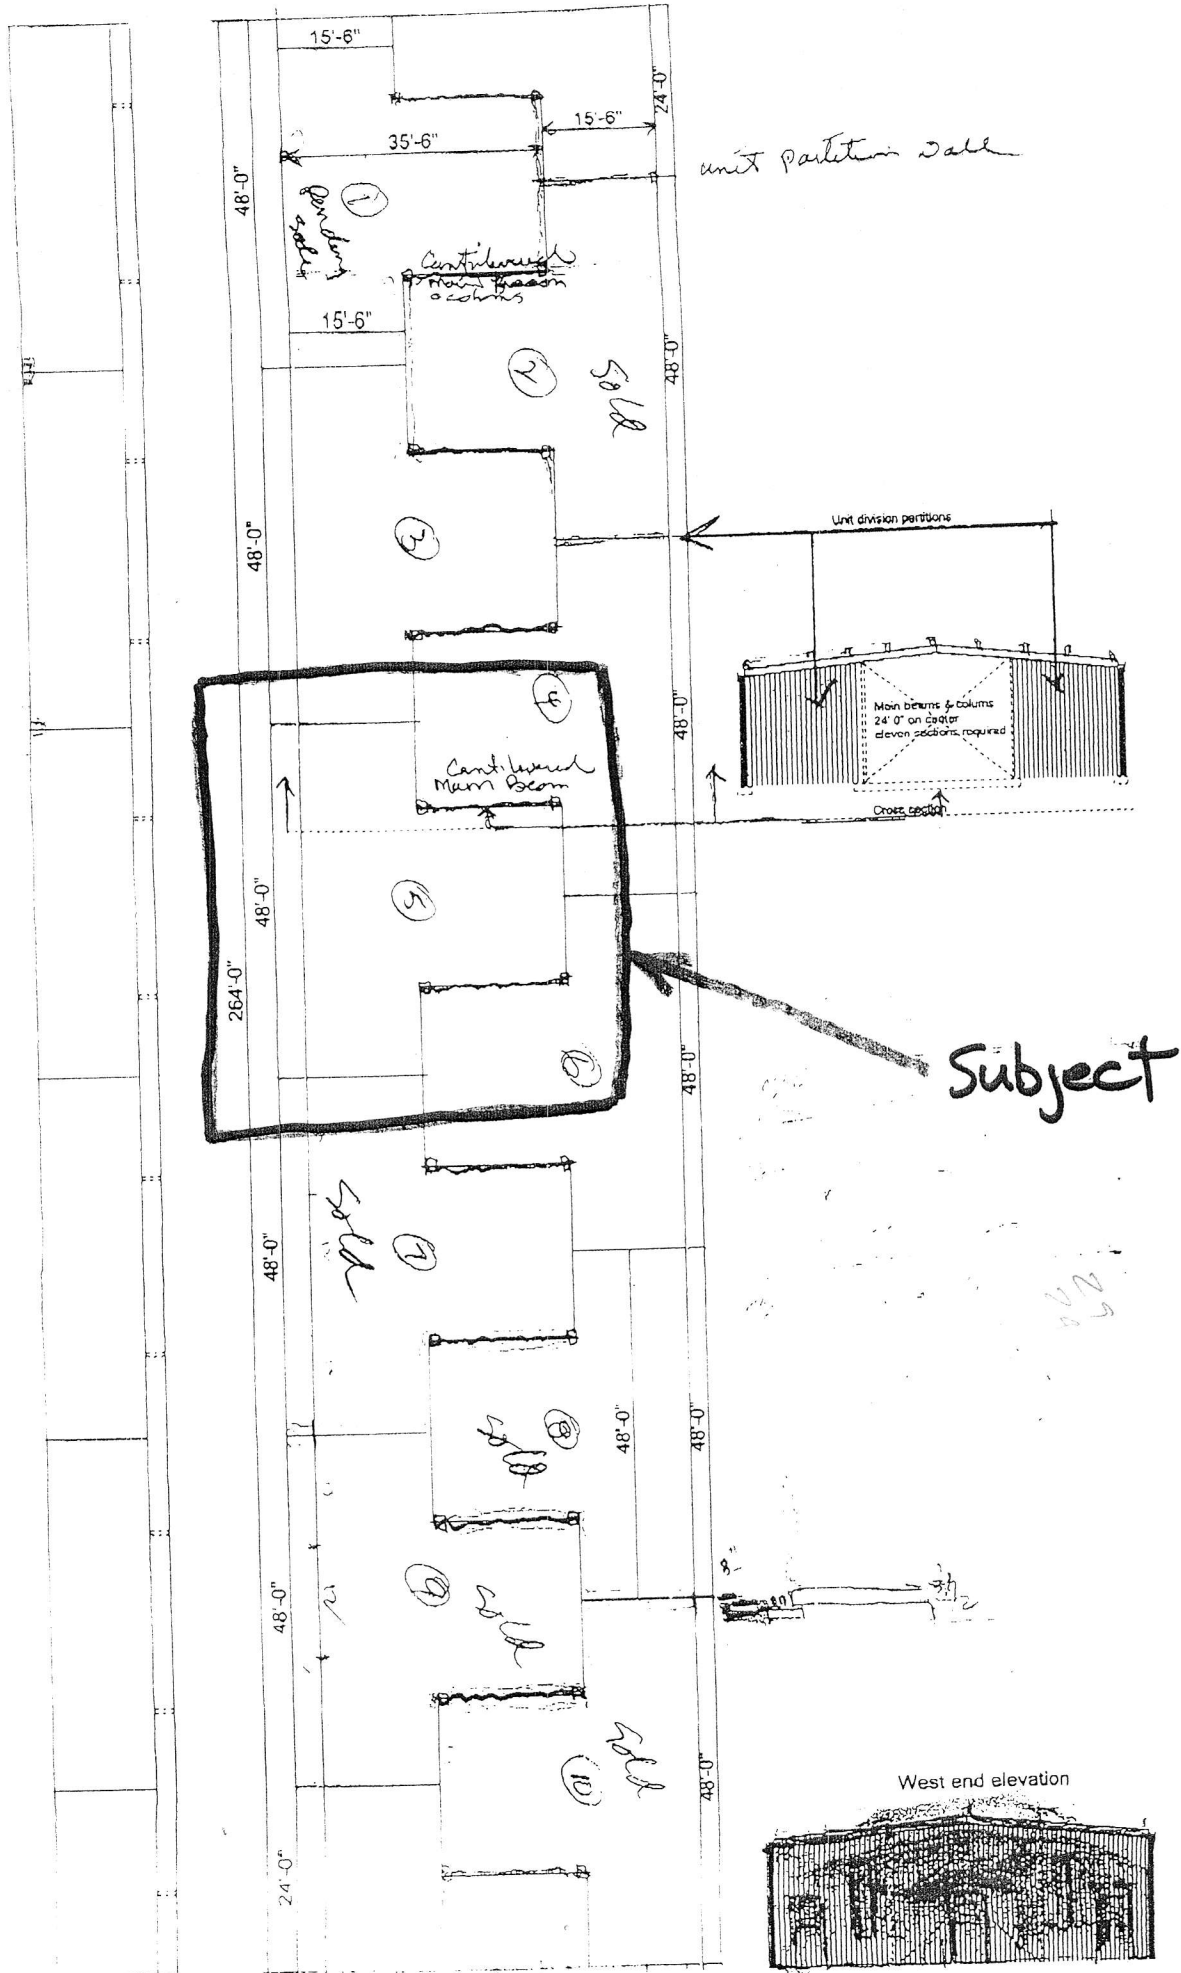 15'-6"
24'-0"
15'-6"
35'-6"
unit partition wall
48'-0"
1
pending
sale
Cantilevered
Main Beam
columns
15'-6"
48'-0"
2
Sold
Unit division partitions
48'-0"
3
Main beams & colums
24' 0" on center
eleven sections required
4
48'-0"
Cantilevered
Main Beam
Cross section
48'-0"
5
264'-0"
Subject
6
48'-0"
Sold
7
48'-0"
8
Sold
48'-0"
48'-0"
8"
9
Sold
48'-0"
Sold
10
48'-0"
West end elevation
24'-0"